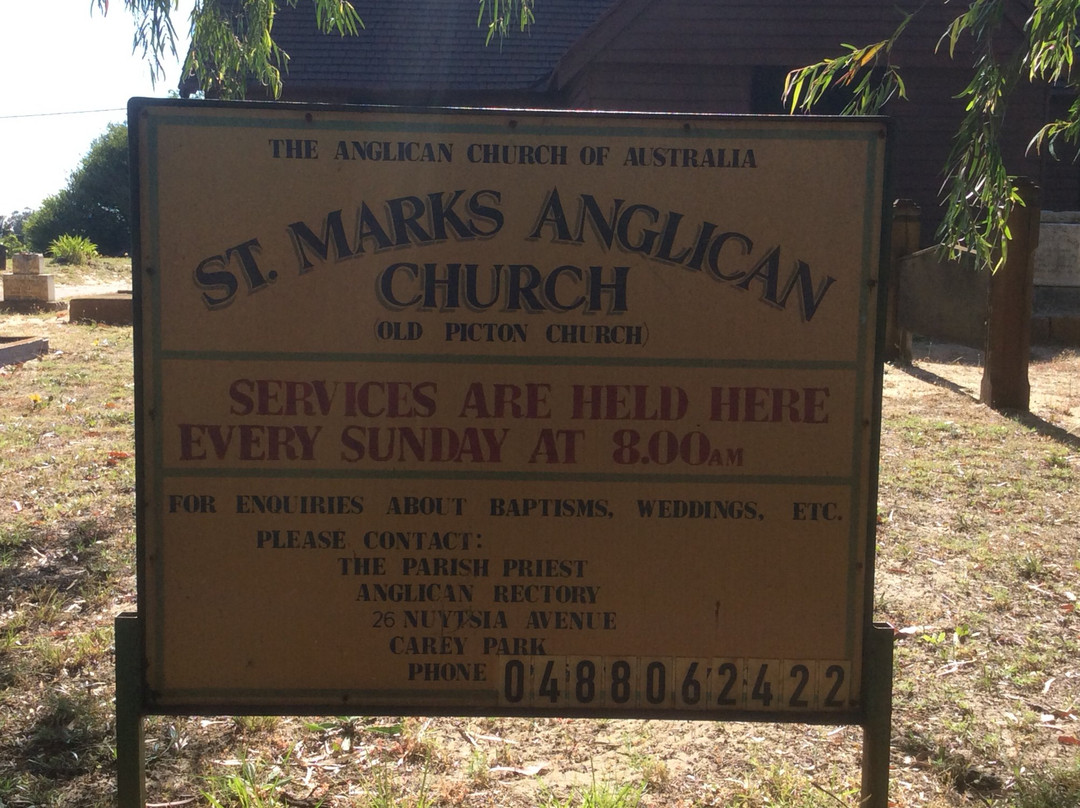 THE ANGLICAN CHURCH OF AUSTRALIA
ST. MARKS ANGLICAN
CHURCH
(OLD PICTON CHURCH)
SERVICES ARE HELD HERE
EVERY SUNDAY AT 8.00AM
FOR ENQUIRIES ABOUT BAPTISMS, WEDDINGS, ETC.
PLEASE CONTACT:
THE PARISH PRIEST
ANGLICAN RECTORY
26 NUYTSIA AVENUE
CAREY PARK
PHONE 0488062422